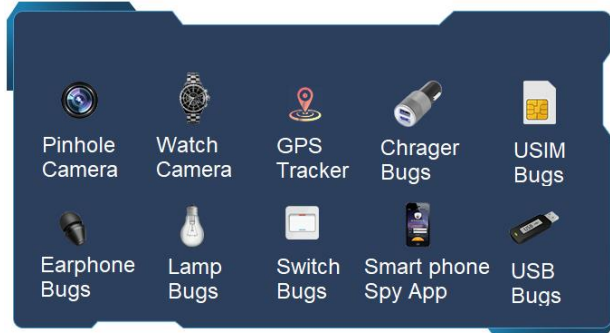 Pinhole
Camera
Watch
Camera
GPS
Tracker
Chrager
Bugs
USIM
Bugs
Earphone
Bugs
Lamp
Bugs
Switch
Bugs
Smart phone
Spy App
USB
Bugs